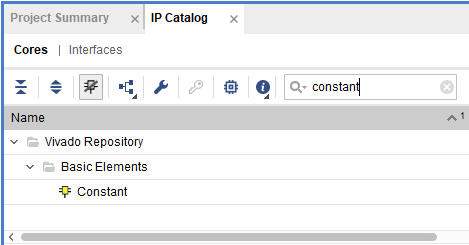 Project Summary × IP Catalog ×
Cores | Interfaces
constant
Name 1
Vivado Repository
Basic Elements
Constant